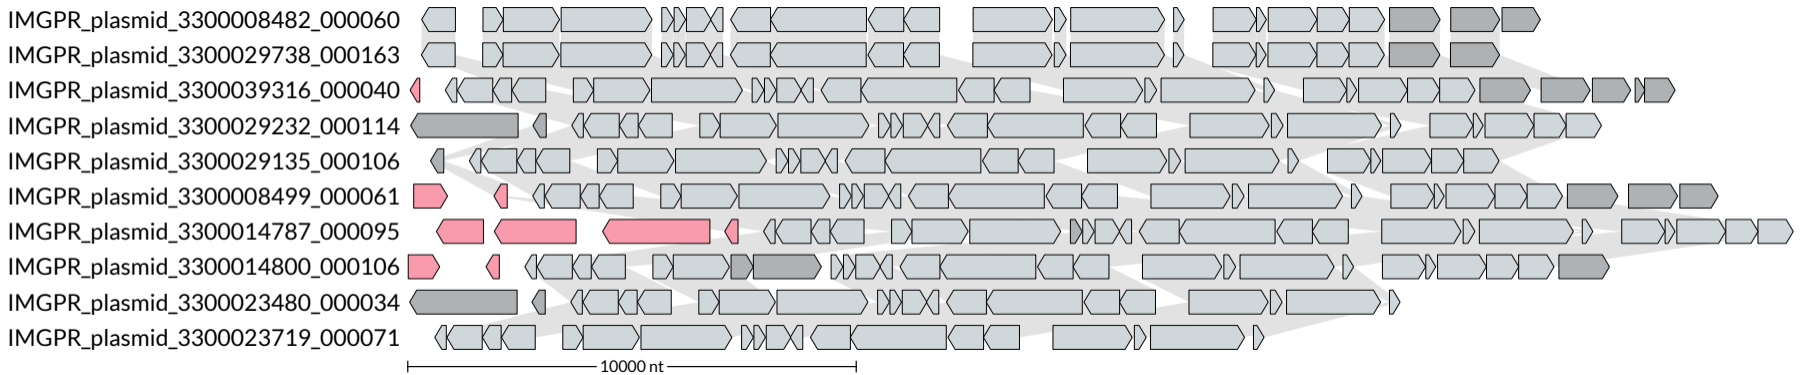 IMGPR_plasmid_3300008482_000060
IMGPR_plasmid_3300029738_000163
IMGPR_plasmid_3300039316_000040
IMGPR_plasmid_3300029232_000114
IMGPR_plasmid_3300029135_000106
IMGPR_plasmid_3300008499_000061
IMGPR_plasmid_3300014787_000095
IMGPR_plasmid_3300014800_000106
IMGPR_plasmid_3300023480_000034
IMGPR_plasmid_3300023719_000071
10000 nt